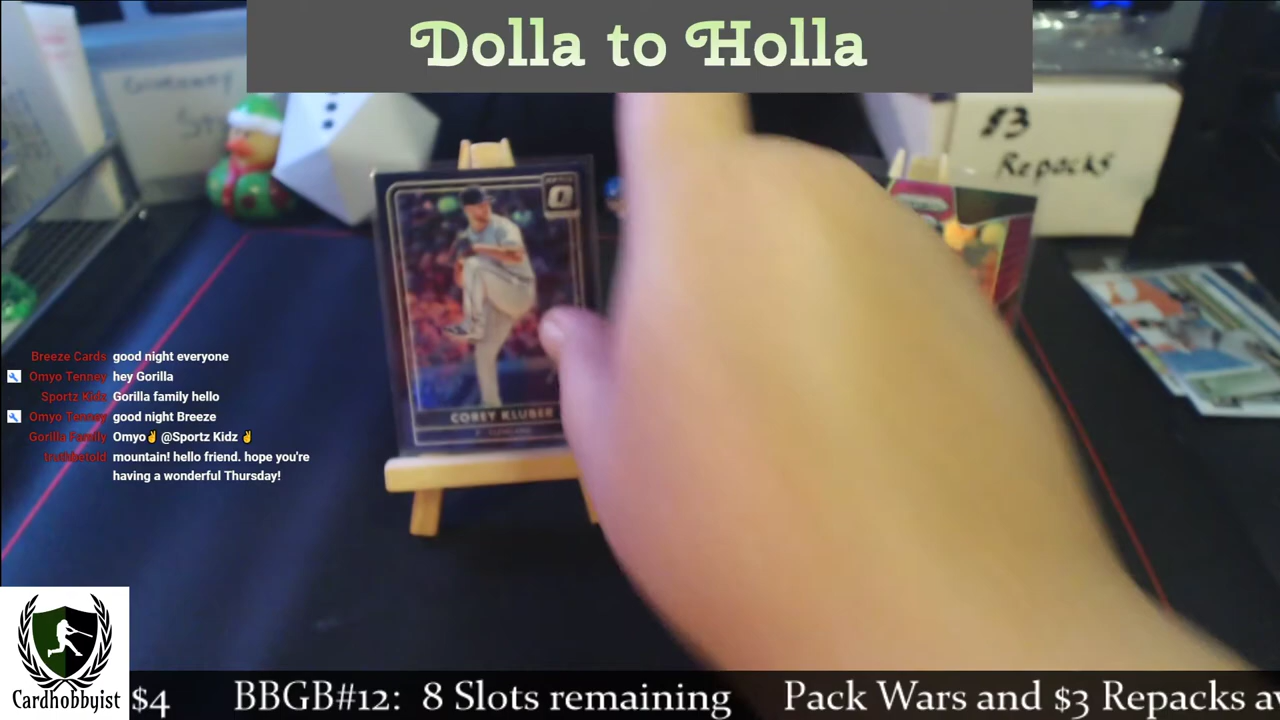 Dolla to Holla
$3
Repacks
COREY KLUBER
Breeze Cards good night everyone
Omyo Tenney hey Gorilla
Sportz Kidz Gorilla family hello
Omyo Tenney good night Breeze
Gorilla Family Omyo✌ @Sportz Kidz ✌
mountain! hello friend. hope you're
having a wonderful Thursday!
Cardhobbyist
$4 BBGB#12: 8 Slots remaining Pack Wars and $3 Repacks av